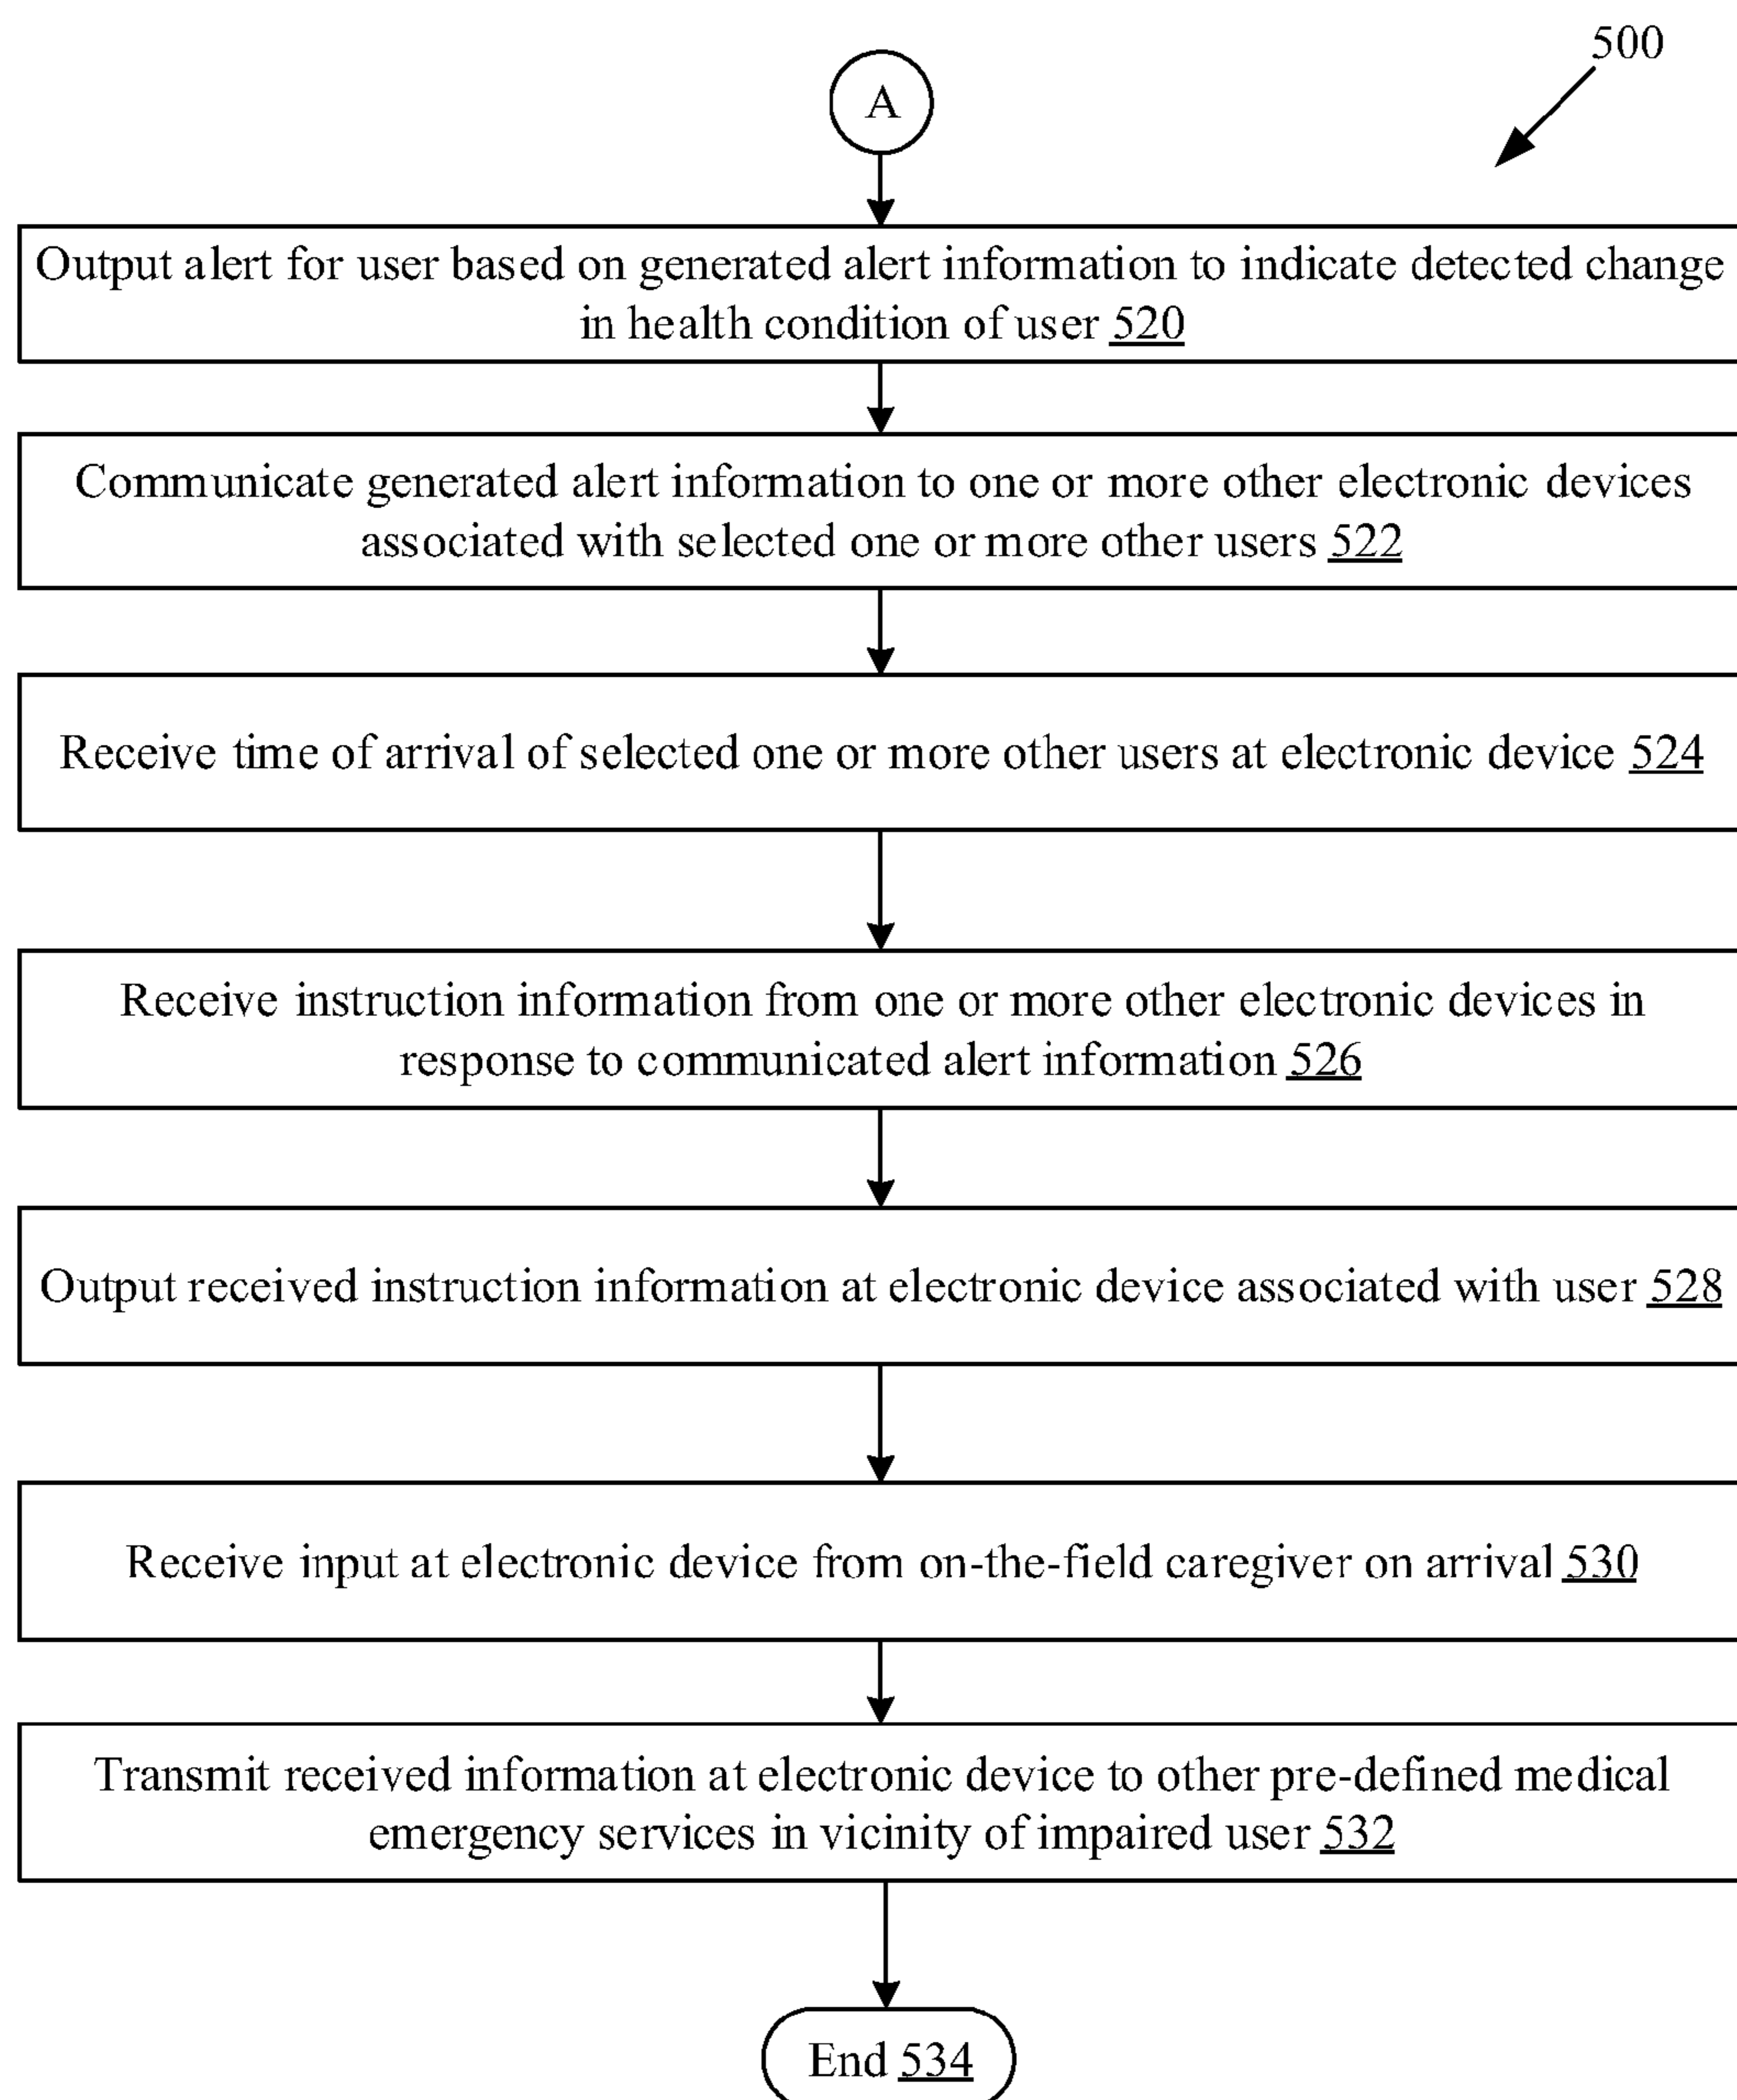 500
A
Output alert for user based on generated alert information to indicate detected change
in health condition of user 520
Communicate generated alert information to one or more other electronic devices
associated with selected one or more other users 522
Receive time of arrival of selected one or more other users at electronic device 524
Receive instruction information from one or more other electronic devices in
response to communicated alert information 526
Output received instruction information at electronic device associated with user 528
Receive input at electronic device from on-the-field caregiver on arrival 530
Transmit received information at electronic device to other pre-defined medical
emergency services in vicinity of impaired user 532
End 534